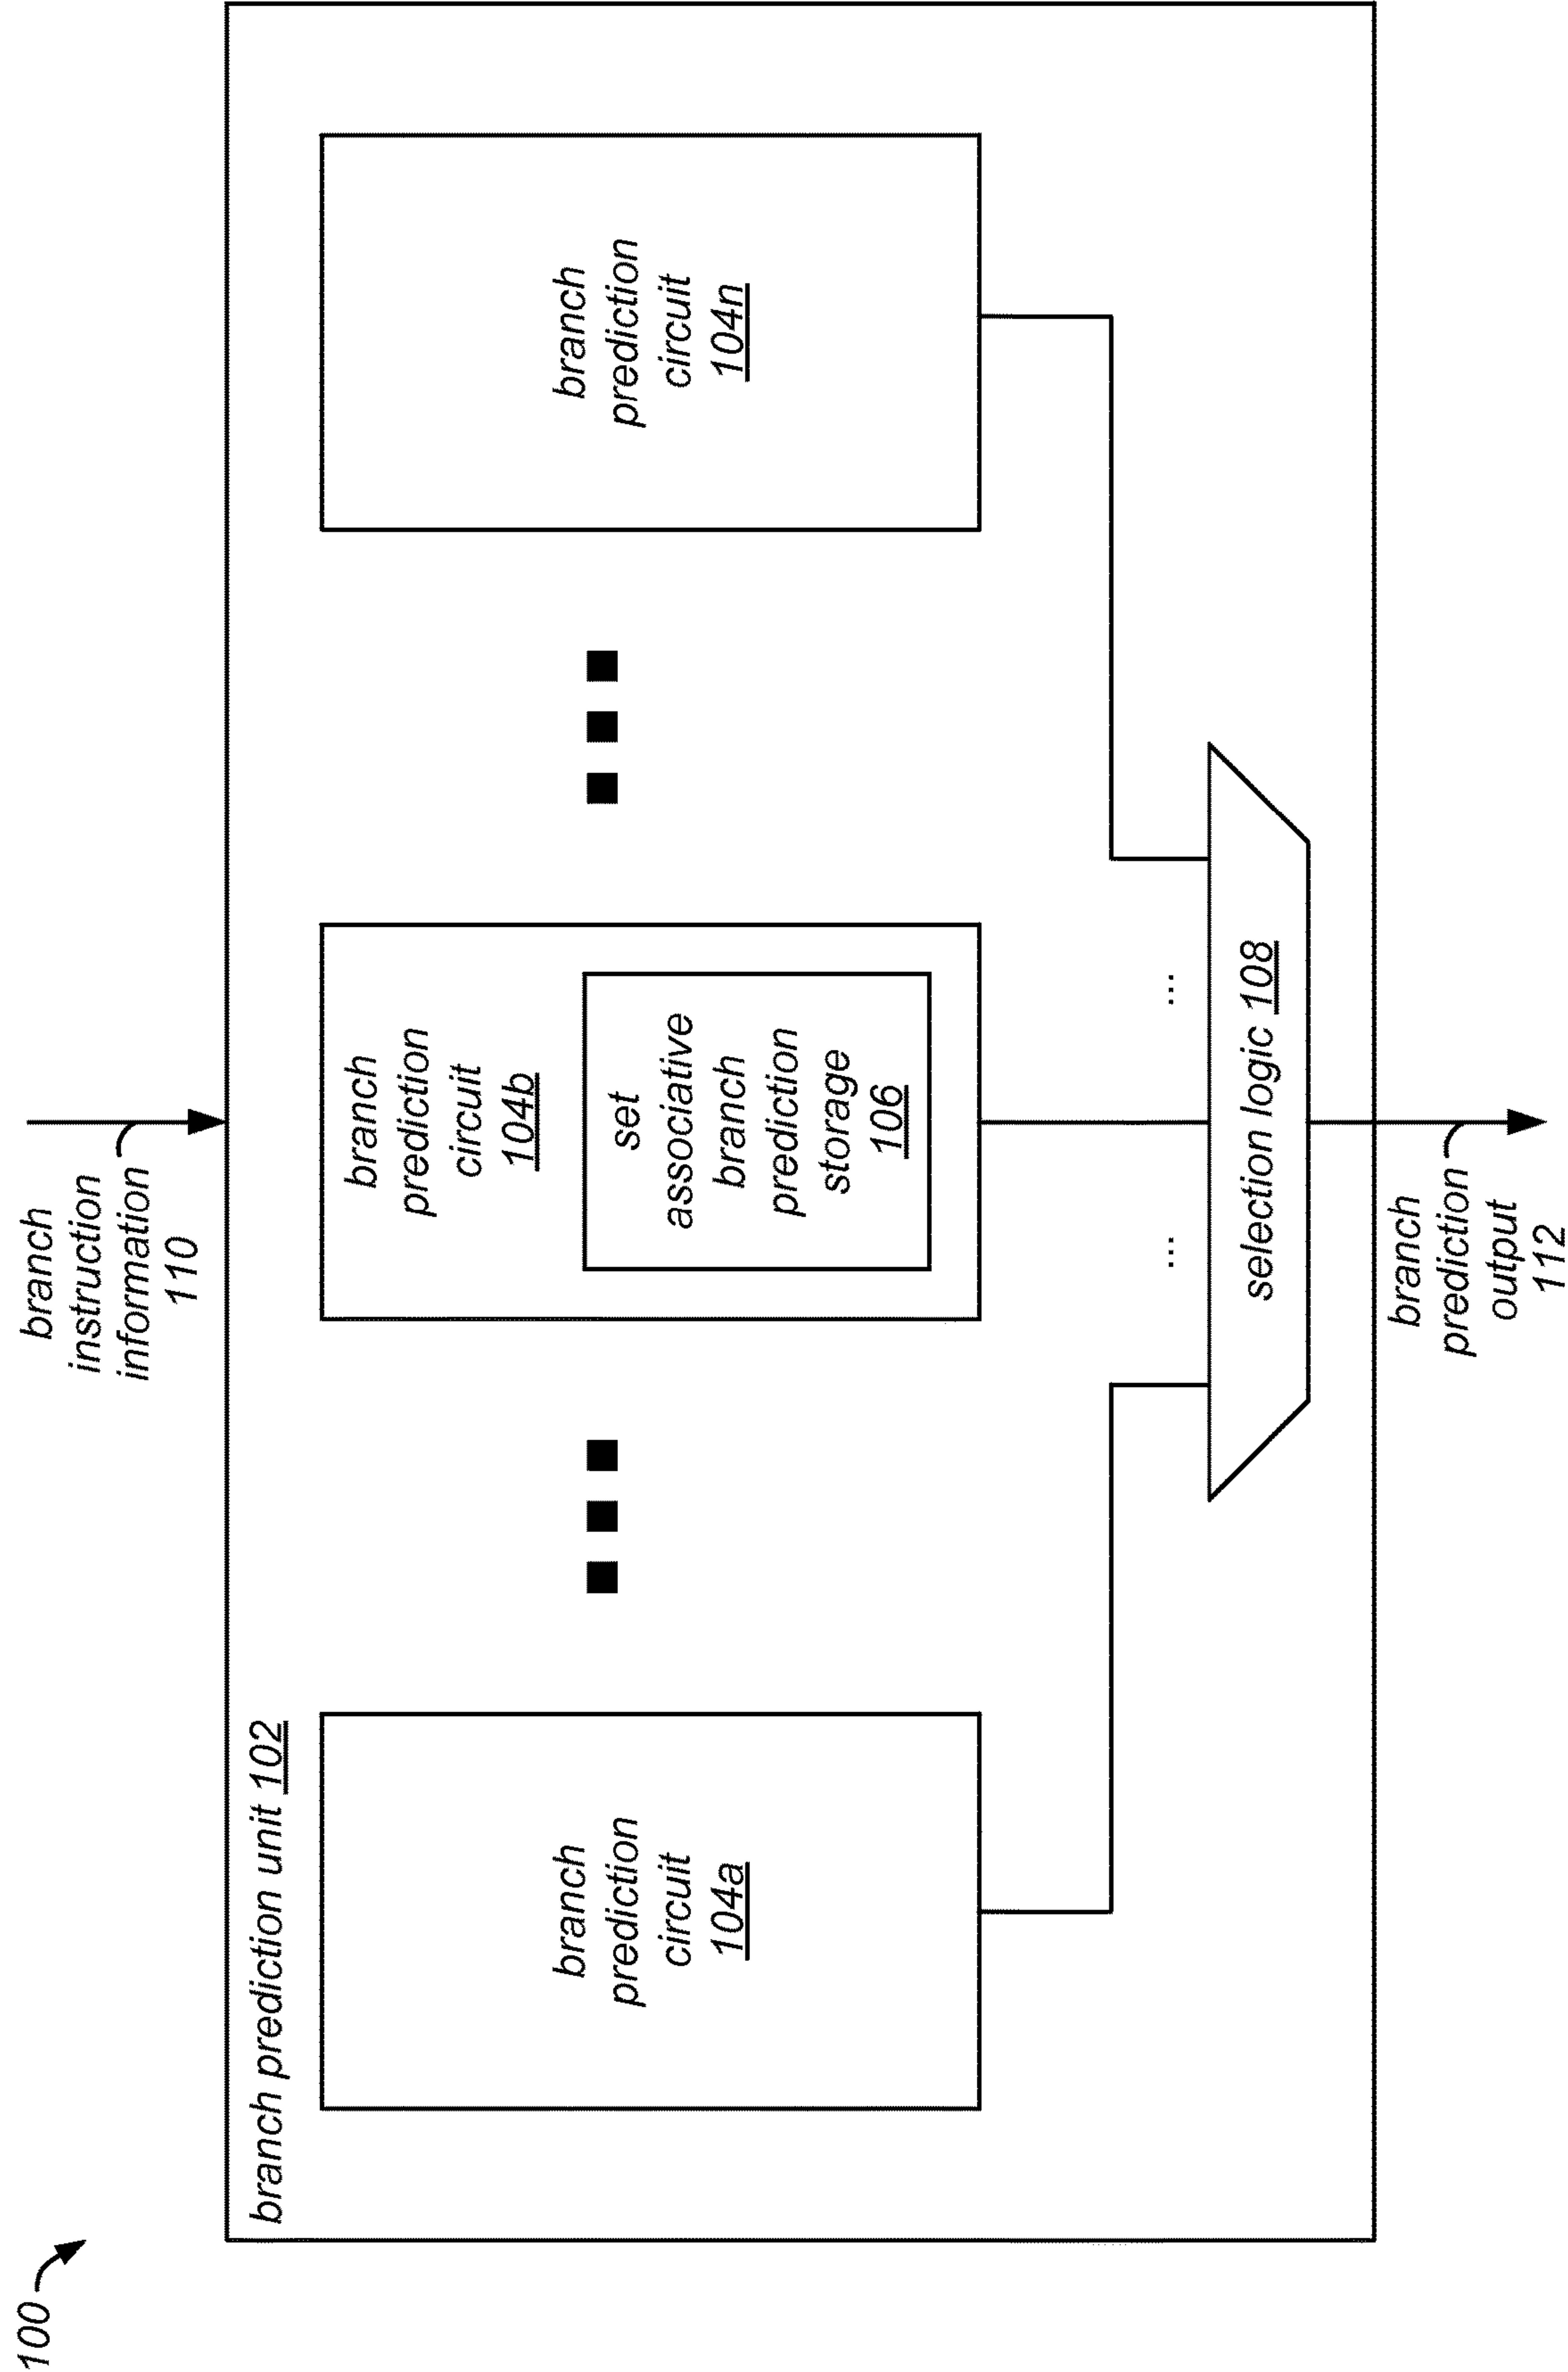 100
branch
instruction
information
110
branch prediction unit 102
branch
prediction
circuit
104a
branch
prediction
circuit
104b
set
associative
branch
prediction
storage
106
branch
prediction
circuit
104n
...
...
selection logic 108
branch
prediction
output
112